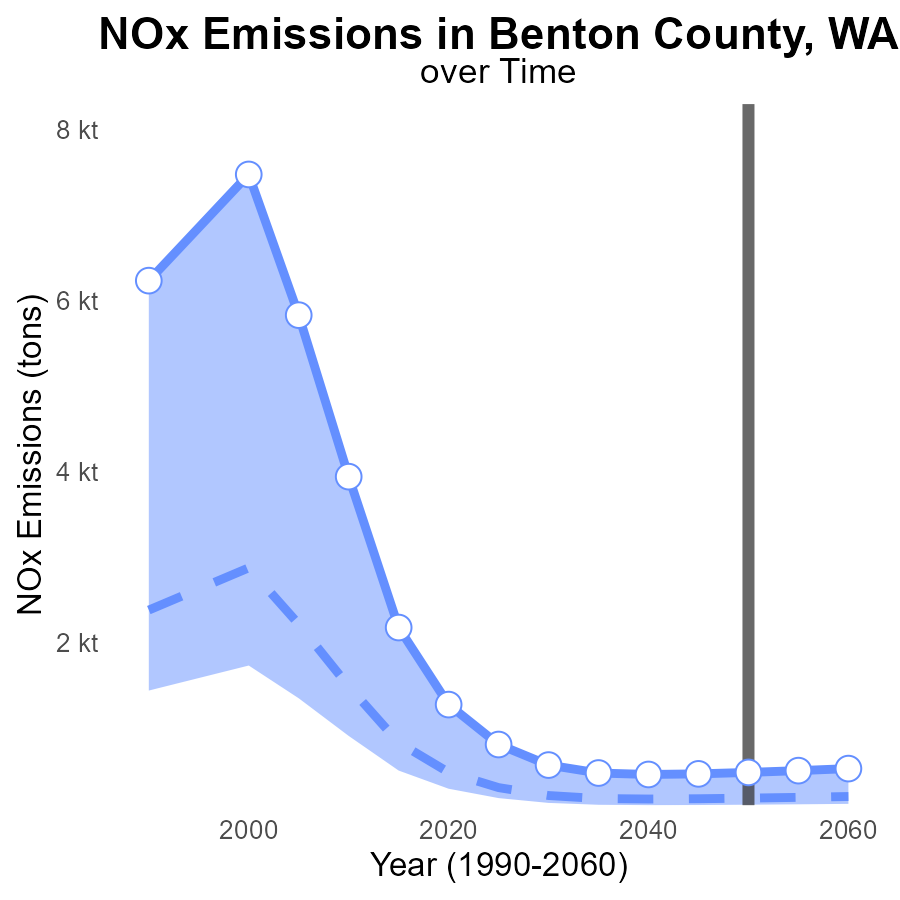 NOx Emissions in Benton County, WA
over Time
8 kt
6 kt
4 kt
2 kt
NOx Emissions (tons)
2000 2020 2040 2060
Year (1990-2060)